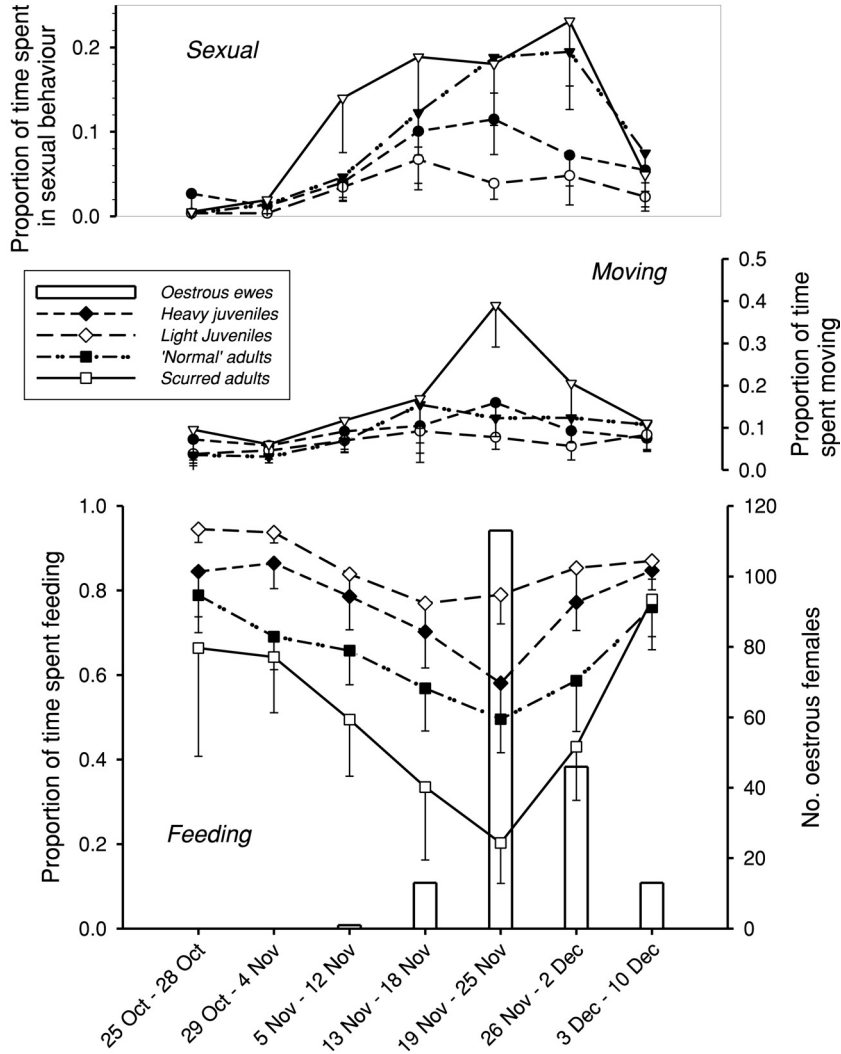 Sexual
Proportion of time spent
in sexual behaviour
0.2
0.1
0.0
Moving
Proportion of time
spent moving
0.5
0.4
0.3
0.2
0.1
0.0
Oestrous ewes
Heavy juveniles
Light Juveniles
'Normal' adults
Scurred adults
Feeding
Proportion of time spent feeding
1.0
0.8
0.6
0.4
0.2
0.0
No. oestrous females
120
100
80
60
40
20
0
25 Oct - 28 Oct
29 Oct - 4 Nov
5 Nov - 12 Nov
13 Nov - 18 Nov
19 Nov - 25 Nov
26 Nov - 2 Dec
3 Dec - 10 Dec